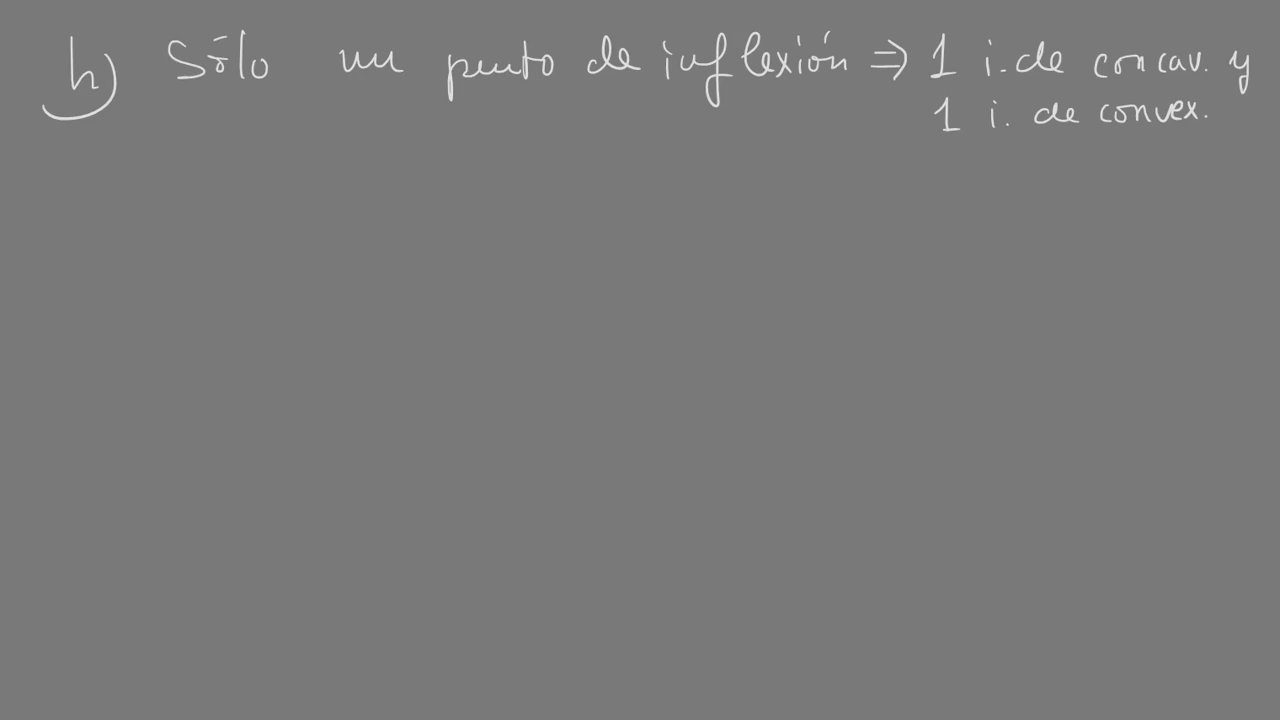 h) Sólo un punto de inflexión ⇒ 1 i. de concav. y
1 i. de convex.